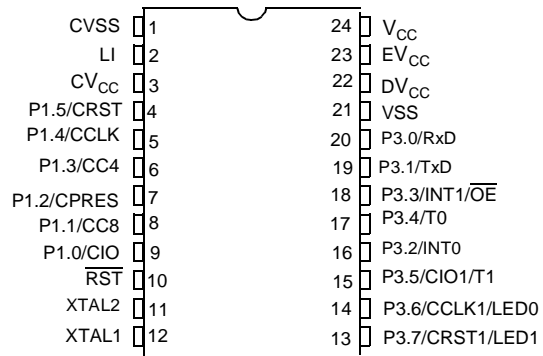 CVSS 1 24 VCC
LI 2 23 EVCC
CVCC 3 22 DVCC
P1.5/CRST 4 21 VSS
P1.4/CCLK 5 20 P3.0/RxD
P1.3/CC4 6 19 P3.1/TxD
P1.2/CPRES 7 18 P3.3/INT1/OE
P1.1/CC8 8 17 P3.4/T0
P1.0/CIO 9 16 P3.2/INT0
RST 10 15 P3.5/CIO1/T1
XTAL2 11 14 P3.6/CCLK1/LED0
XTAL1 12 13 P3.7/CRST1/LED1